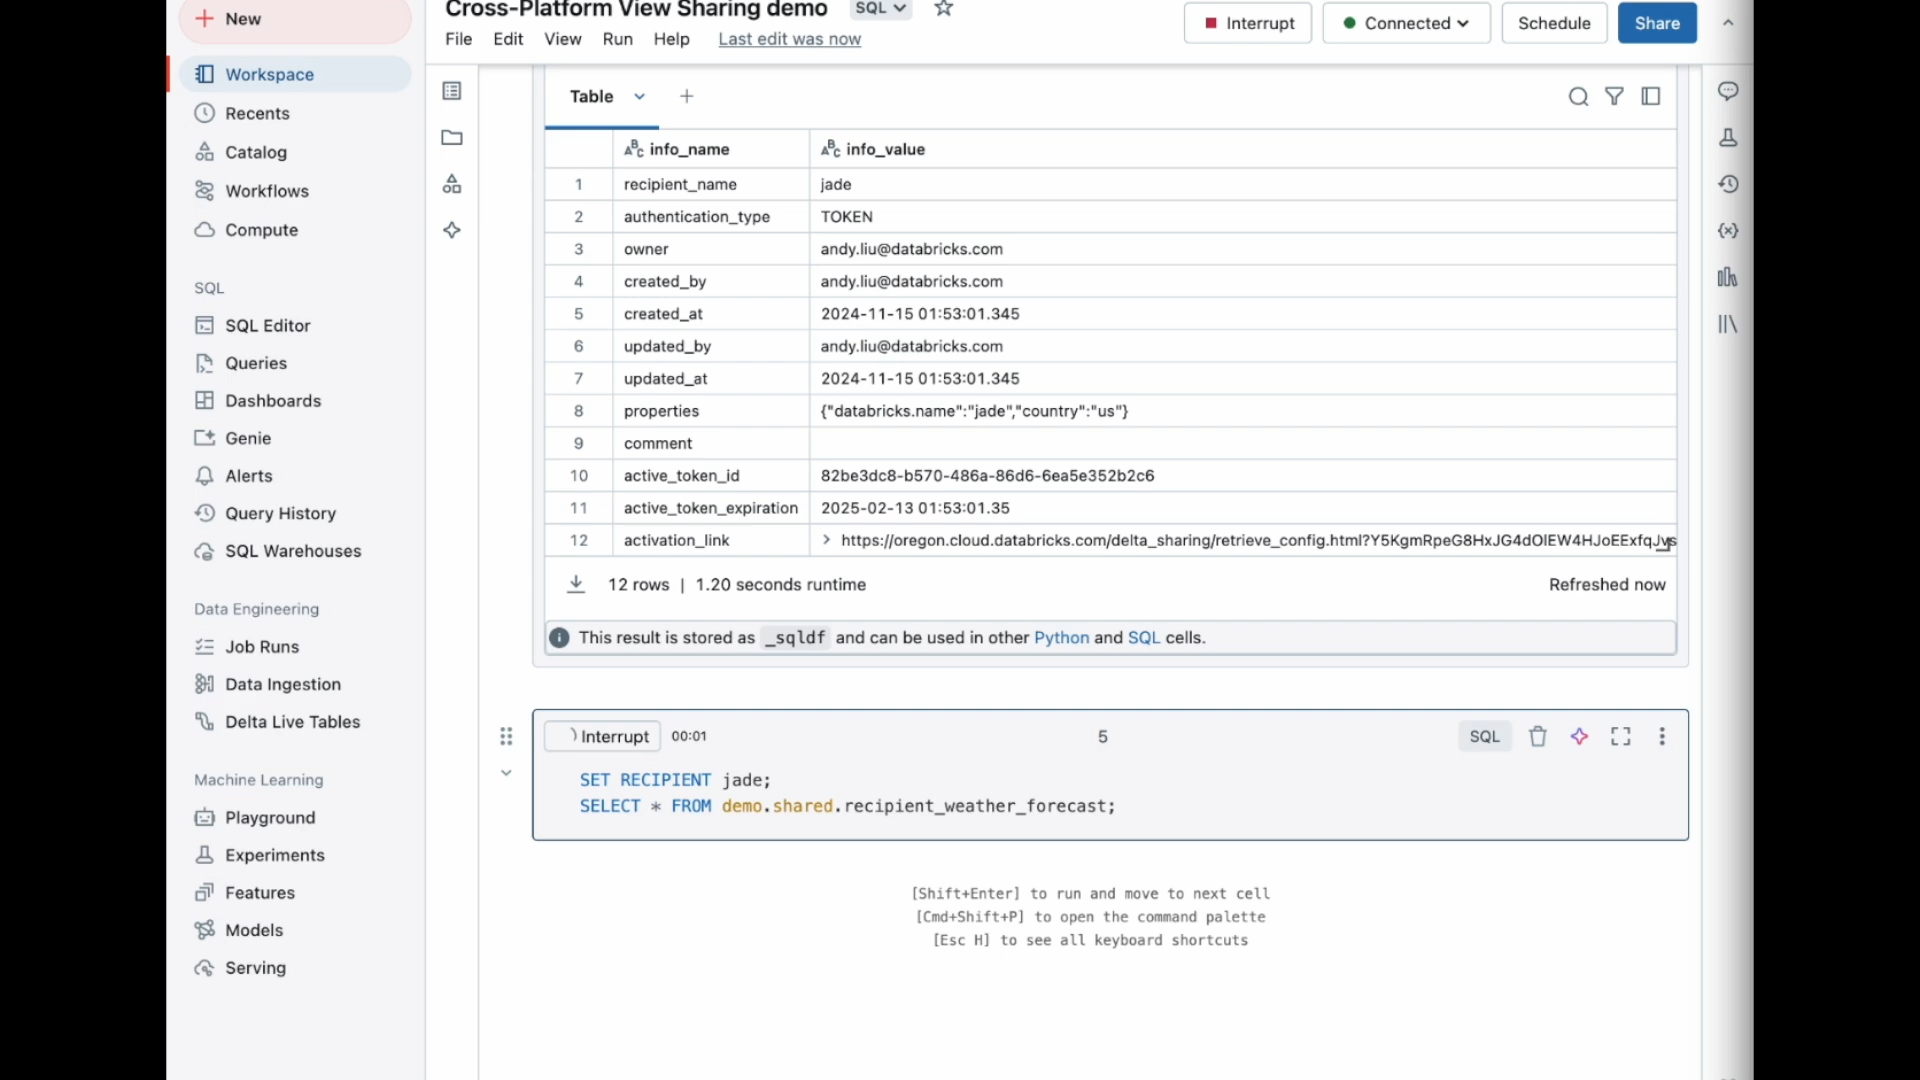 New
Workspace
Recents
Catalog
Workflows
Compute
SQL
SQL Editor
Queries
Dashboards
Genie
Alerts
Query History
SQL Warehouses
Data Engineering
Job Runs
Data Ingestion
Delta Live Tables
Machine Learning
Playground
Experiments
Features
Models
Serving
Cross-Platform View Sharing demo SQL
File Edit View Run Help Last edit was now
Interrupt Connected Schedule Share
Table
info_name info_value
1 recipient_name jade
2 authentication_type TOKEN
3 owner andy.liu@databricks.com
4 created_by andy.liu@databricks.com
5 created_at 2024-11-15 01:53:01.345
6 updated_by andy.liu@databricks.com
7 updated_at 2024-11-15 01:53:01.345
8 properties {"databricks.name":"jade","country":"us"}
9 comment
10 active_token_id 82be3dc8-b570-486a-86d6-6ea5e352b2c6
11 active_token_expiration 2025-02-13 01:53:01.35
12 activation_link
12 rows | 1.20 seconds runtime Refreshed now
This result is stored as _sqldf and can be used in other Python and SQL cells.
Interrupt 00:01 5 SQL
SET RECIPIENT jade;
SELECT * FROM demo.shared.recipient_weather_forecast;
[Shift+Enter] to run and move to next cell
[Cmd+Shift+P] to open the command palette
[Esc H] to see all keyboard shortcuts